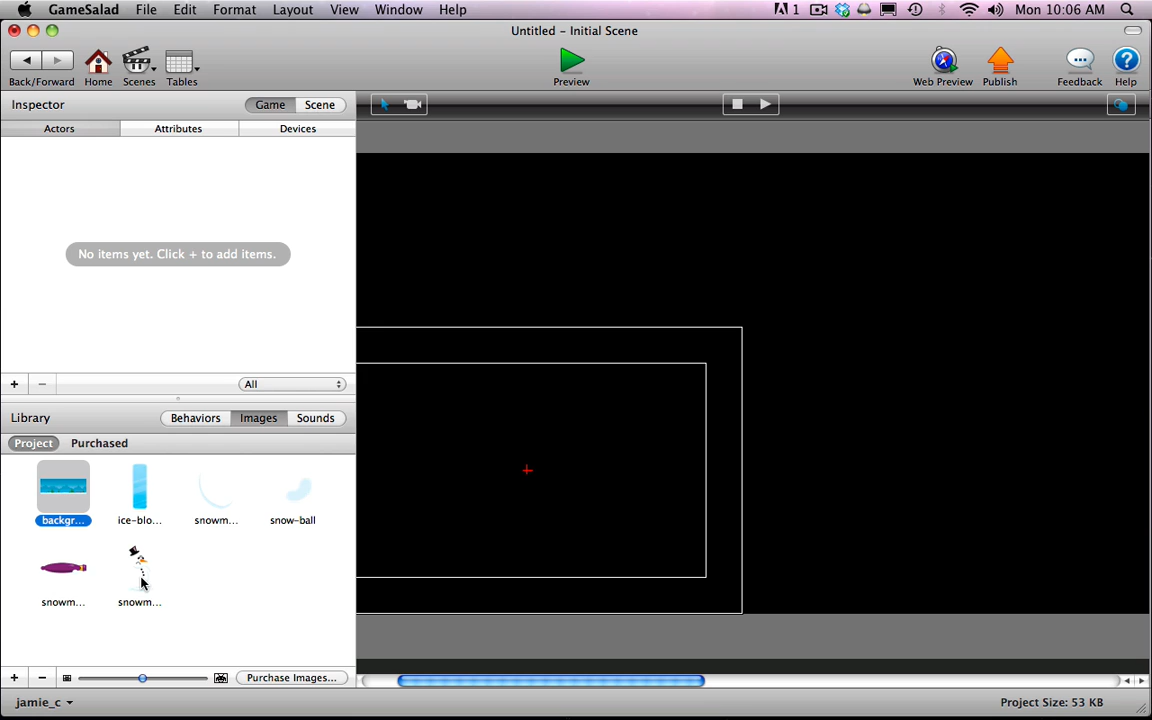 GameSalad File Edit Format Layout View Window Help
1 Mon 10:06 AM
Untitled – Initial Scene
Back/Forward Home Scenes Tables Preview Web Preview Publish Feedback Help
Inspector Game Scene
Actors Attributes Devices
No items yet. Click + to add items.
+ − All
Library Behaviors Images Sounds
Project Purchased
backgr... ice-blo... snowm... snow-ball
snowm... snowm...
+ − Purchase Images...
jamie_c Project Size: 53 KB